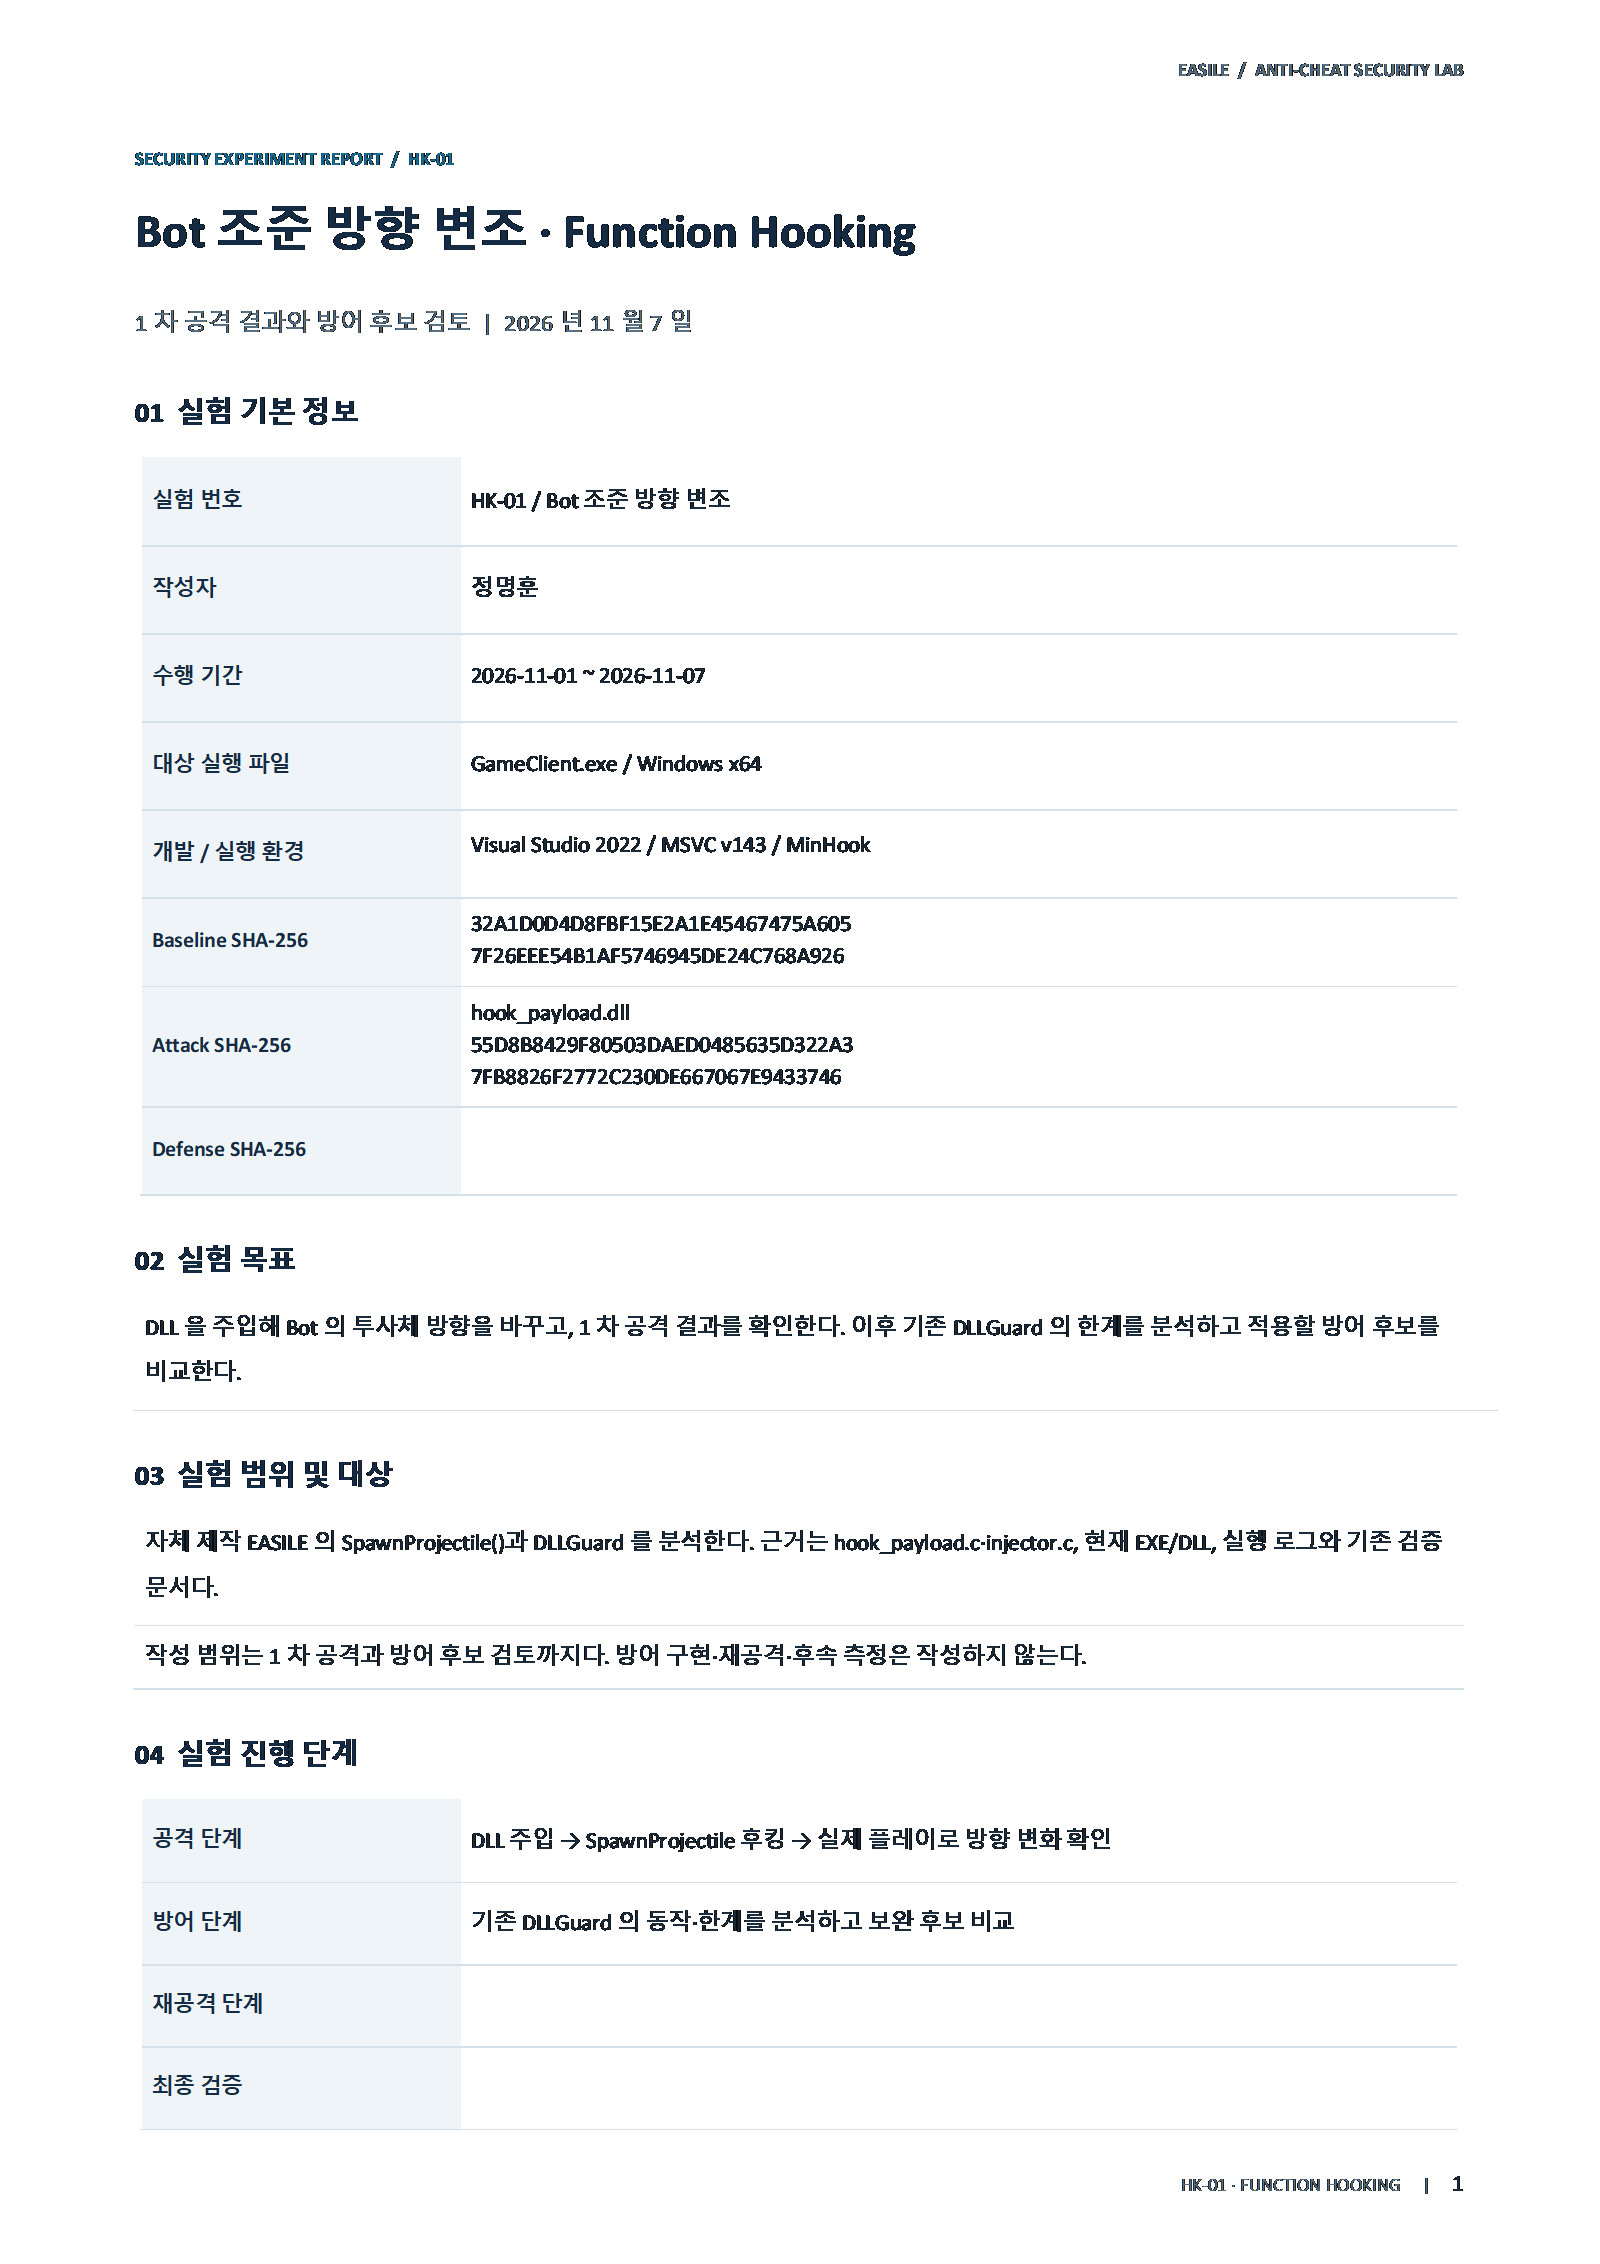 EASILE / ANTI-CHEAT SECURITY LAB
SECURITY EXPERIMENT REPORT / HK-01
Bot 조준 방향 변조 · Function Hooking
1 차 공격 결과와 방어 후보 검토 | 2026 년 11 월 7 일
01 실험 기본 정보
실험 번호 HK-01 / Bot 조준 방향 변조
작성자 정명훈
수행 기간 2026-11-01 ~ 2026-11-07
대상 실행 파일 GameClient.exe / Windows x64
개발 / 실행 환경 Visual Studio 2022 / MSVC v143 / MinHook
Baseline SHA-256 32A1D0D4D8FBF15E2A1E45467475A605
7F26EEE54B1AF5746945DE24C768A926
Attack SHA-256 hook_payload.dll
55D8B8429F80503DAED0485635D322A3
7FB8826F2772C230DE667067E9433746
Defense SHA-256
02 실험 목표
DLL 을 주입해 Bot 의 투사체 방향을 바꾸고, 1 차 공격 결과를 확인한다. 이후 기존 DLLGuard 의 한계를 분석하고 적용할 방어 후보를
비교한다.
03 실험 범위 및 대상
자체 제작 EASILE 의 SpawnProjectile()과 DLLGuard 를 분석한다. 근거는 hook_payload.c·injector.c, 현재 EXE/DLL, 실행 로그와 기존 검증
문서다.
작성 범위는 1 차 공격과 방어 후보 검토까지다. 방어 구현·재공격·후속 측정은 작성하지 않는다.
04 실험 진행 단계
공격 단계 DLL 주입 → SpawnProjectile 후킹 → 실제 플레이로 방향 변화 확인
방어 단계 기존 DLLGuard 의 동작·한계를 분석하고 보완 후보 비교
재공격 단계
최종 검증
HK-01 · FUNCTION HOOKING | 1